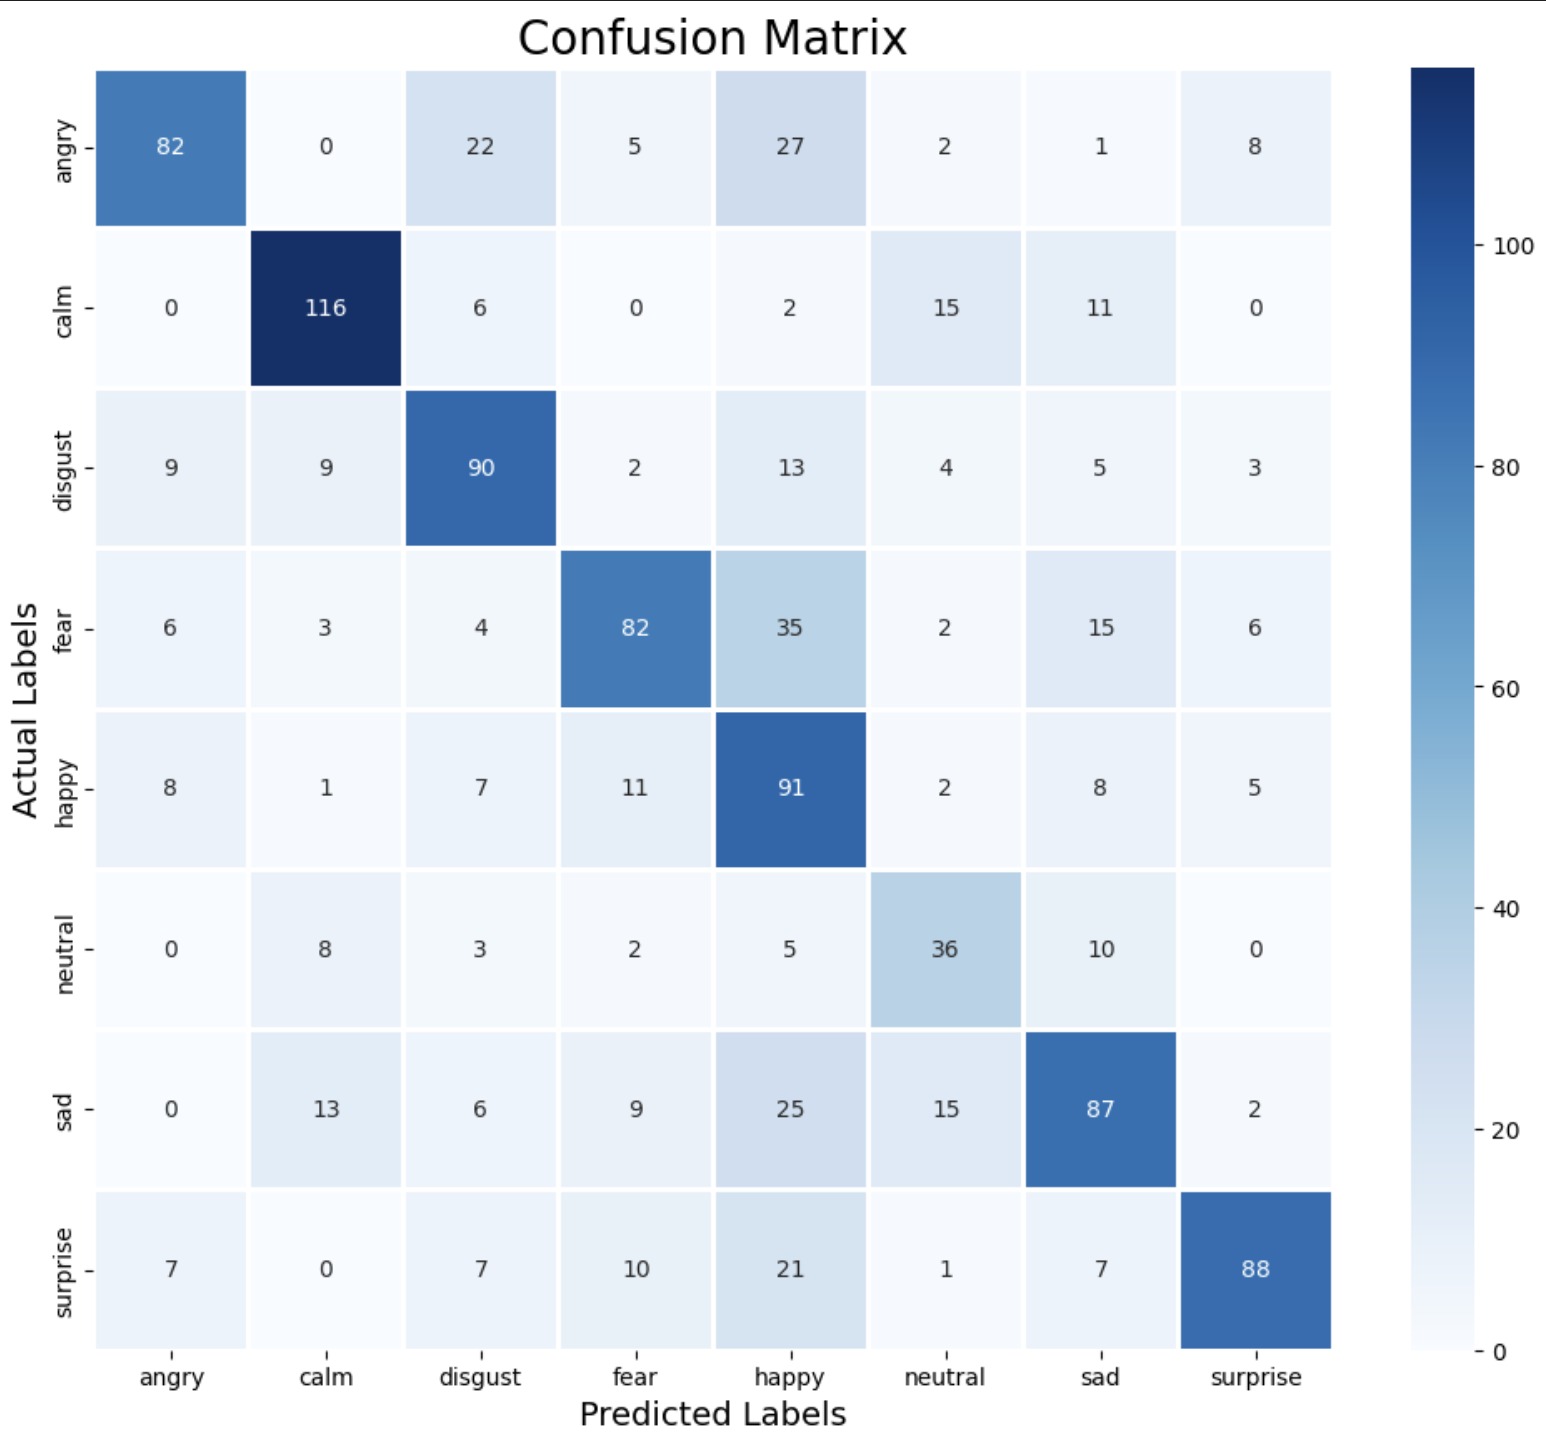 Confusion Matrix
angry 82 0 22 5 27 2 1 8
calm 0 116 6 0 2 15 11 0
disgust 9 9 90 2 13 4 5 3
fear 6 3 4 82 35 2 15 6
happy 8 1 7 11 91 2 8 5
neutral 0 8 3 2 5 36 10 0
sad 0 13 6 9 25 15 87 2
surprise 7 0 7 10 21 1 7 88
angry calm disgust fear happy neutral sad surprise
Predicted Labels
Actual Labels
100
80
60
40
20
0